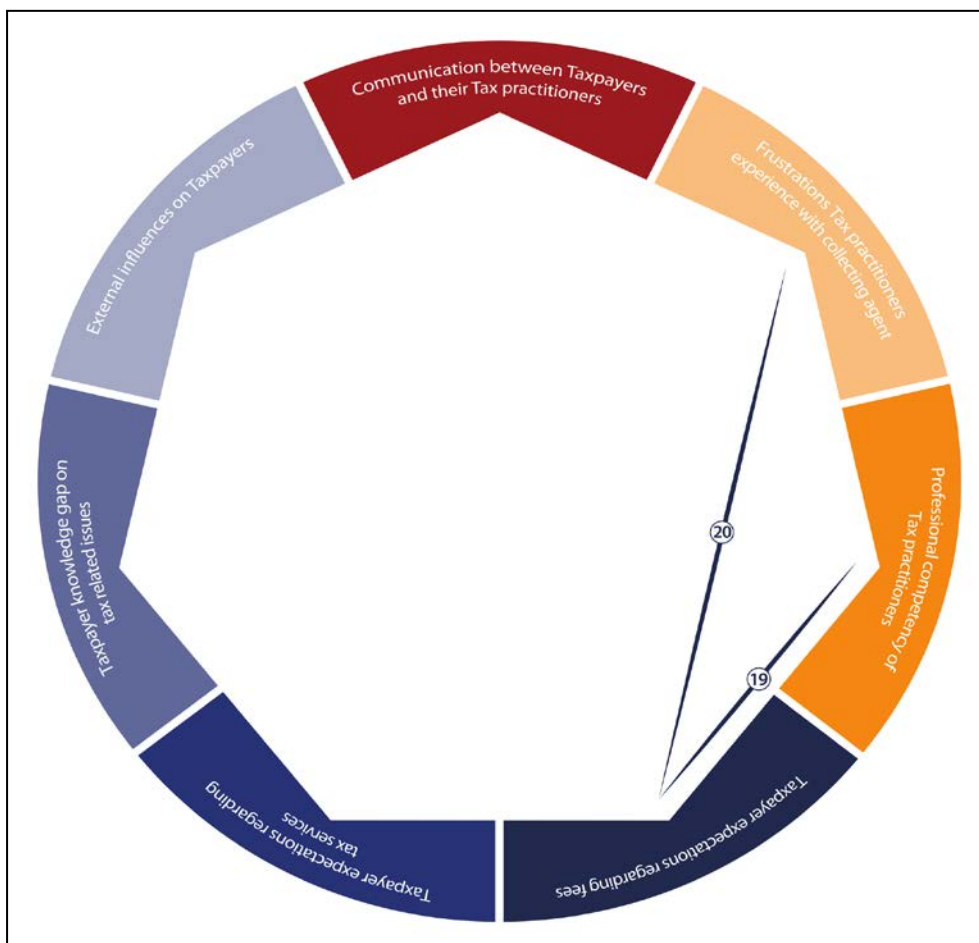 Communication between Taxpayers
and their Tax practitioners
Frustrations Tax practitioners
experience with collecting agent
Professional competency of
Tax practitioners
Taxpayer expectations regarding fees
Taxpayer expectations regarding
tax services
Taxpayer knowledge gap on
tax related issues
External influences on Taxpayers
20
19